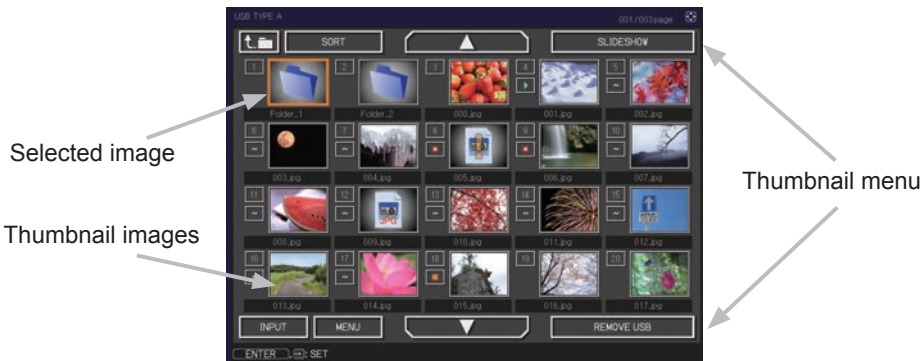 USB TYPE A 001/003page
SORT SLIDESHOW
1 2 3 4 5
Folder_1 Folder_2 000.jpg 001.jpg 002.jpg
6 7 8 9 10
Selected image
003.jpg 004.jpg 005.jpg 006.jpg 007.jpg
Thumbnail menu
11 12 13 14 15
JPG
Thumbnail images
008.jpg 009.jpg 010.jpg 011.jpg 012.jpg
16 17 18 19 20
013.jpg 014.jpg 015.jpg 016.jpg 017.jpg
INPUT MENU REMOVE USB
ENTER , : SET